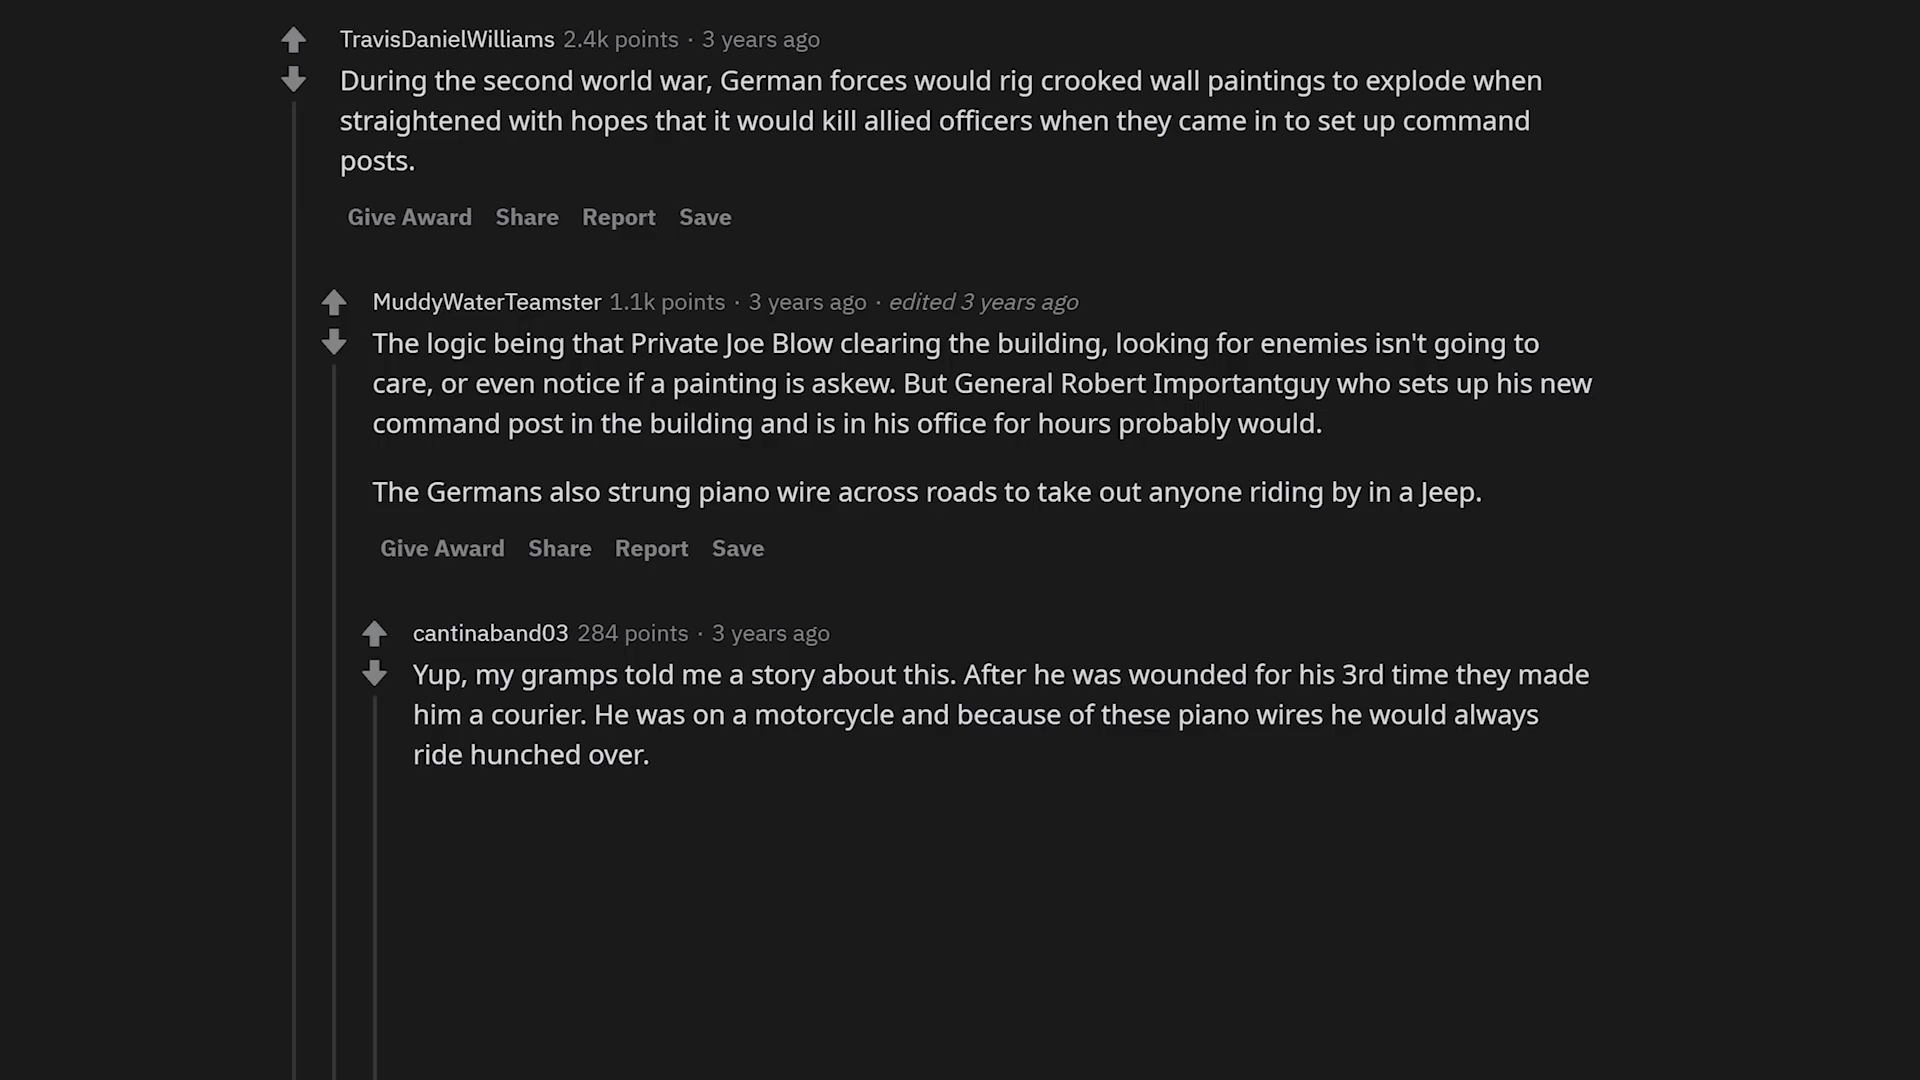 TravisDanielWilliams 2.4k points · 3 years ago
During the second world war, German forces would rig crooked wall paintings to explode when
straightened with hopes that it would kill allied officers when they came in to set up command
posts.
Give Award Share Report Save
MuddyWaterTeamster 1.1k points · 3 years ago · edited 3 years ago
The logic being that Private Joe Blow clearing the building, looking for enemies isn't going to
care, or even notice if a painting is askew. But General Robert Importantguy who sets up his new
command post in the building and is in his office for hours probably would.
The Germans also strung piano wire across roads to take out anyone riding by in a Jeep.
Give Award Share Report Save
cantinaband03 284 points · 3 years ago
Yup, my gramps told me a story about this. After he was wounded for his 3rd time they made
him a courier. He was on a motorcycle and because of these piano wires he would always
ride hunched over.